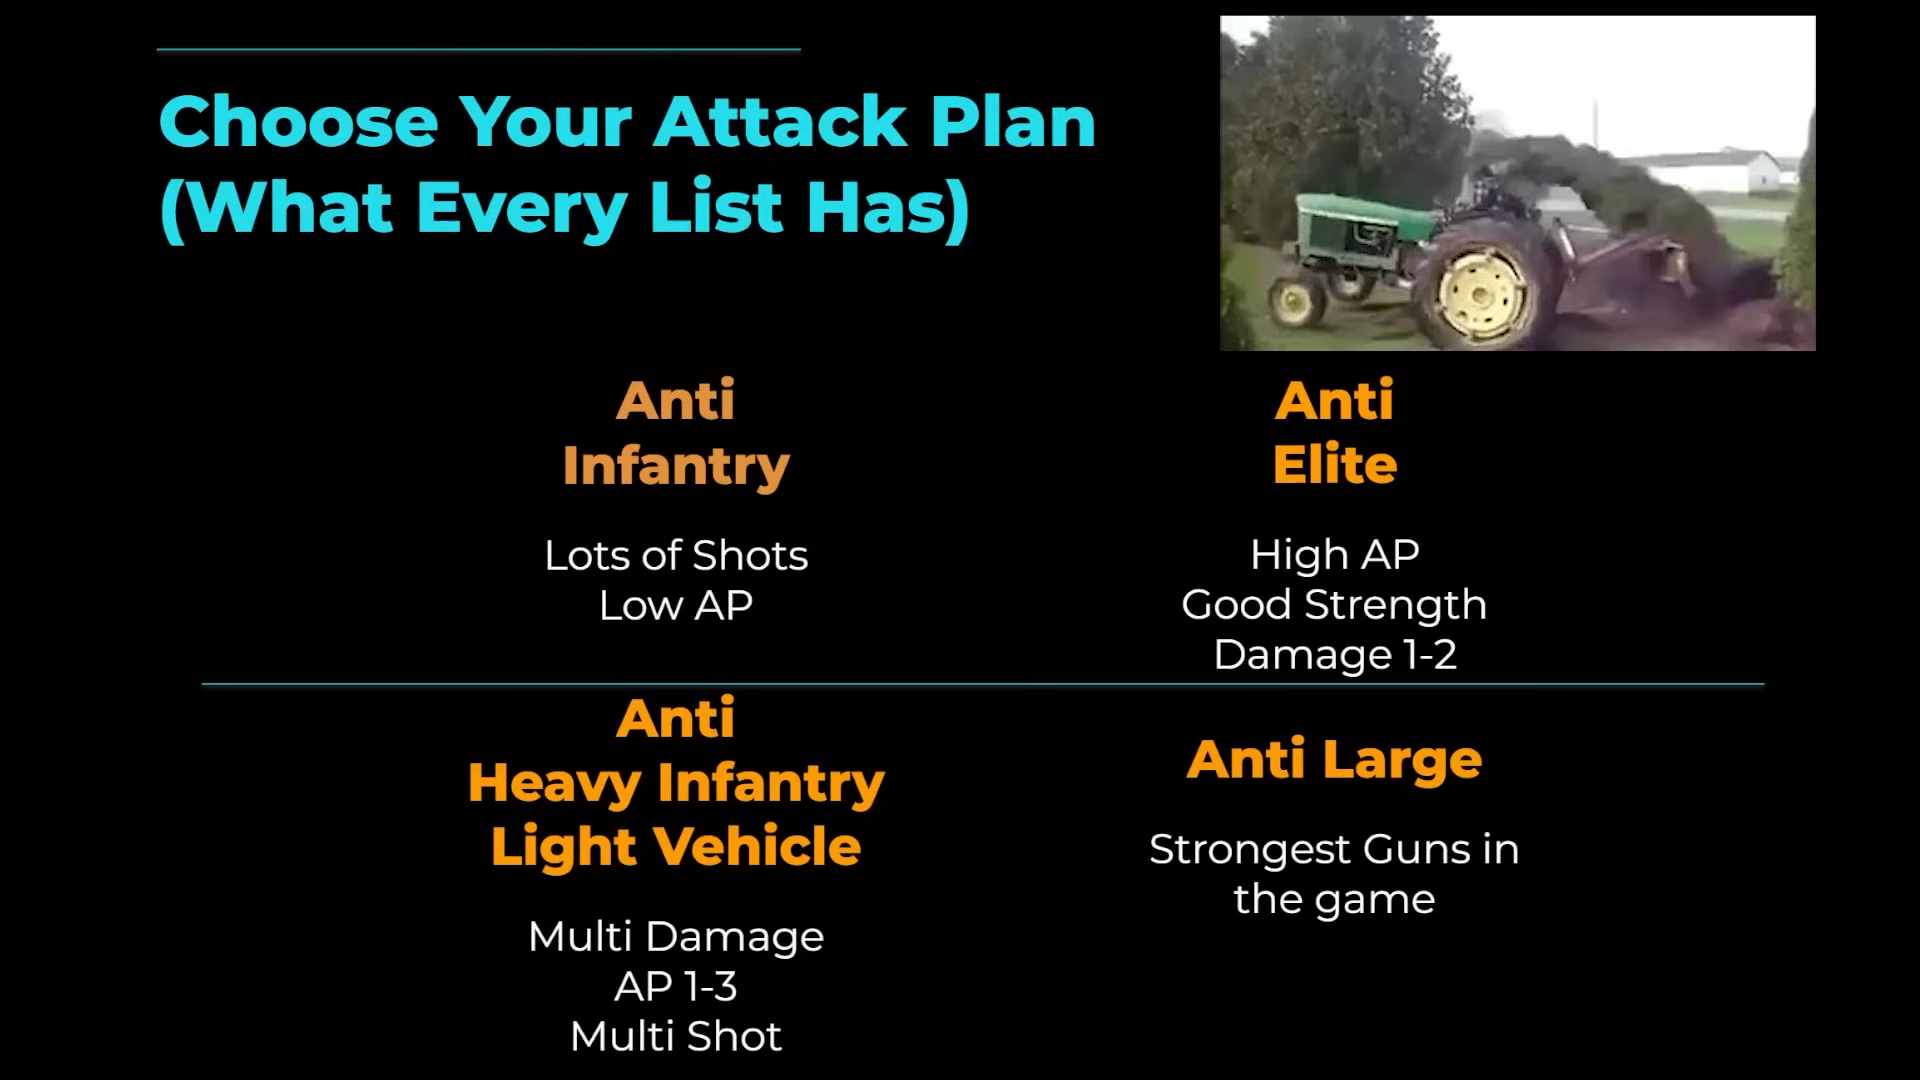 Choose Your Attack Plan
(What Every List Has)
Anti
Infantry
Lots of Shots
Low AP
Anti
Elite
High AP
Good Strength
Damage 1-2
Anti
Heavy Infantry
Light Vehicle
Multi Damage
AP 1-3
Multi Shot
Anti Large
Strongest Guns in
the game